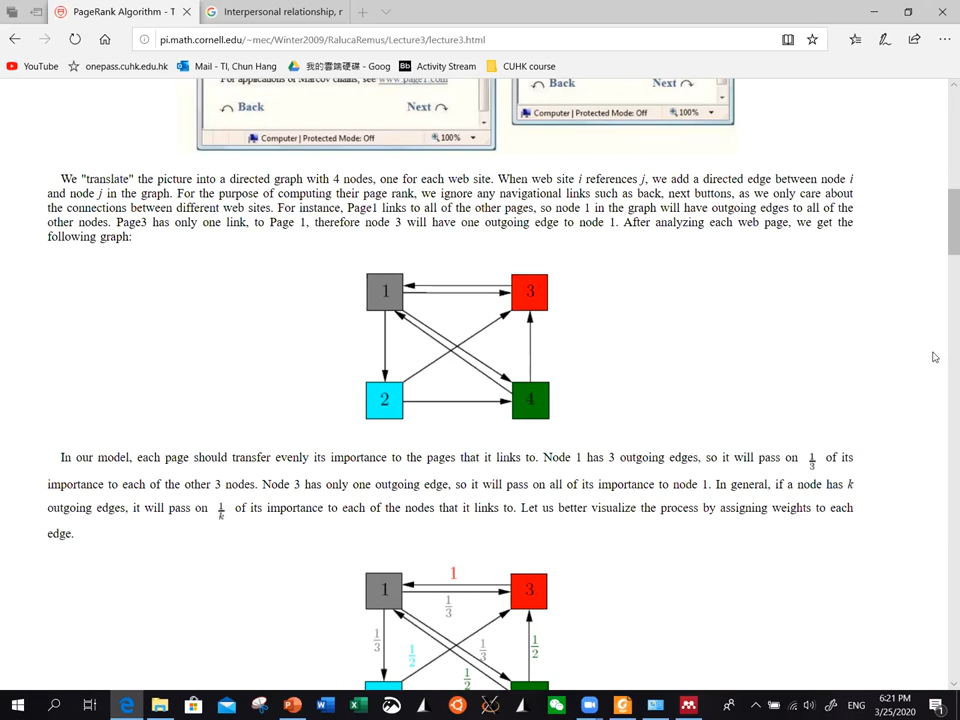 PageRank Algorithm - T
Interpersonal relationship, r
pi.math.cornell.edu/~mec/Winter2009/RalucaRemus/Lecture3/lecture3.html
YouTube
onepass.cuhk.edu.hk
Mail - TI, Chun Hang
我的雲端硬碟 - Goog
Bb Activity Stream
CUHK course
For applications of Marcov chains, see www.page1.com
Back Next
Computer | Protected Mode: Off 100%
Back Next
Computer | Protected Mode: Off 100%
We "translate" the picture into a directed graph with 4 nodes, one for each web site. When web site i references j, we add a directed edge between node i
and node j in the graph. For the purpose of computing their page rank, we ignore any navigational links such as back, next buttons, as we only care about
the connections between different web sites. For instance, Page1 links to all of the other pages, so node 1 in the graph will have outgoing edges to all of the
other nodes. Page3 has only one link, to Page 1, therefore node 3 will have one outgoing edge to node 1. After analyzing each web page, we get the
following graph:
1 3
2 4
In our model, each page should transfer evenly its importance to the pages that it links to. Node 1 has 3 outgoing edges, so it will pass on 1/3 of its
importance to each of the other 3 nodes. Node 3 has only one outgoing edge, so it will pass on all of its importance to node 1. In general, if a node has k
outgoing edges, it will pass on 1/k of its importance to each of the nodes that it links to. Let us better visualize the process by assigning weights to each
edge.
1
1 3
1/3
1/3 1/2 1/3 1/2
1/2
ENG
6:21 PM
3/25/2020
1